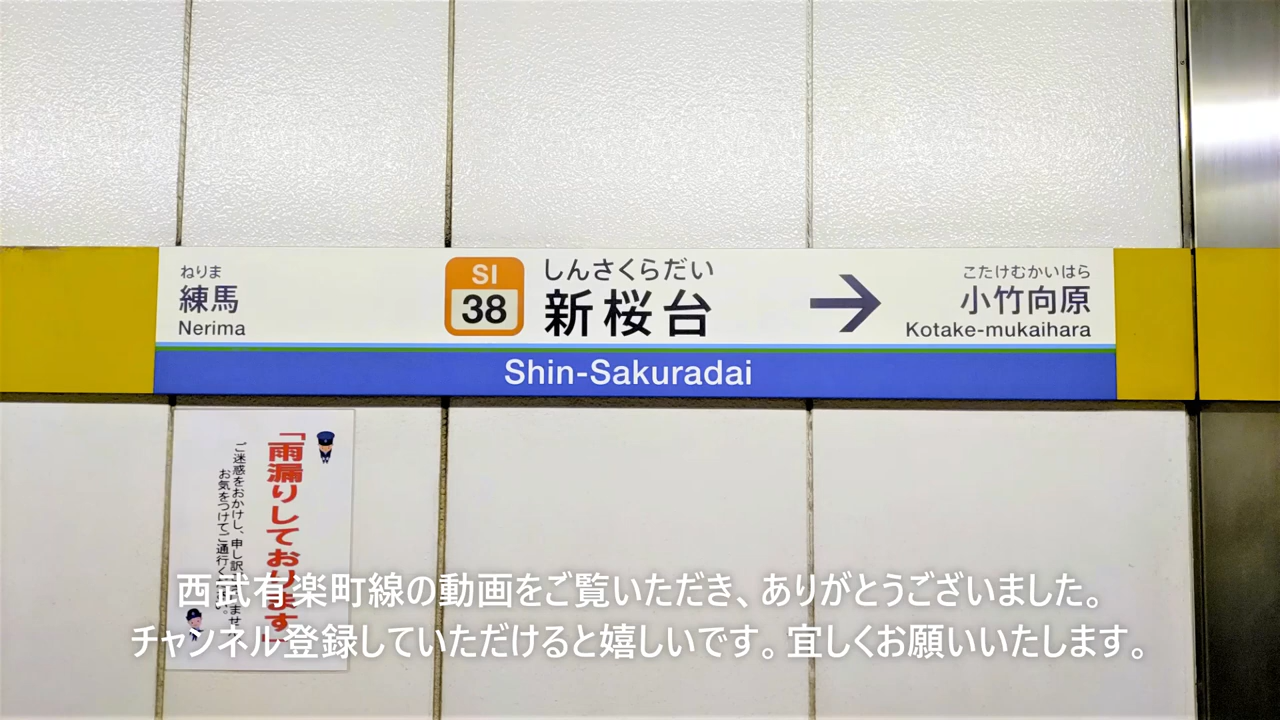 ねりま
練馬
Nerima
SI
38
しんさくらだい
新桜台
→
こたけむかいはら
小竹向原
Kotake-mukaihara
Shin-Sakuradai
「雨漏りしております」
ご迷惑をおかけし、申し訳
お気をつけてご通行く
西武有楽町線の動画をご覧いただき、ありがとうございました。
チャンネル登録していただけると嬉しいです。宜しくお願いいたします。